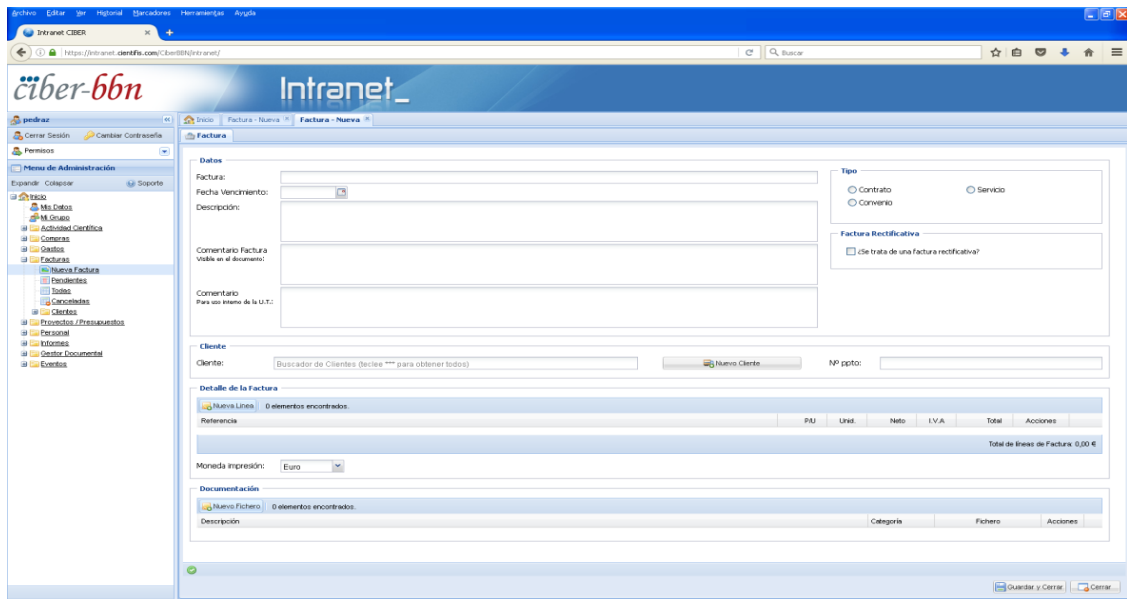 Archivo Editar Ver Historial Marcadores Herramientas Ayuda
Intranet CIBER
https://intranet.cientifis.com/CiberBBN/intranet/
Buscar
ciber-bbn
Intranet_
pedraz
Inicio Factura - Nueva Factura - Nueva
Cerrar Sesión Cambiar Contraseña
Factura
Permisos
Menu de Administración
Expandir Colapsar Soporte
Inicio
Mis Datos
Mi Grupo
Actividad Científica
Compras
Gastos
Facturas
Nueva Factura
Pendientes
Todas
Canceladas
Clientes
Proyectos / Presupuestos
Personal
Informes
Gestor Documental
Eventos
Datos
Factura:
Fecha Vencimiento:
Descripción:
Comentario Factura
Visible en el documento:
Comentario
Para uso interno de la U.T.:
Tipo
Contrato Servicio
Convenio
Factura Rectificativa
¿Se trata de una factura rectificativa?
Cliente
Cliente: Buscador de Clientes (teclee "**" para obtener todos) Nuevo Cliente Nº ppto:
Detalle de la Factura
Nueva Linea 0 elementos encontrados.
Referencia P/U Unid. Neto I.V.A Total Acciones
Total de líneas de Factura: 0,00 €
Moneda impresión: Euro
Documentación
Nuevo Fichero 0 elementos encontrados.
Descripción Categoría Fichero Acciones
Guardar y Cerrar Cerrar